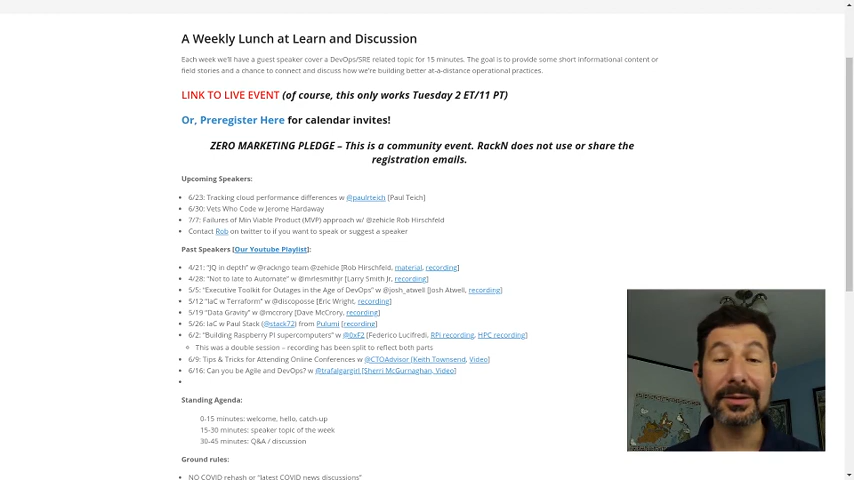 A Weekly Lunch at Learn and Discussion
Each week we'll have a guest speaker cover a DevOps/SRE related topic for 15 minutes. The goal is to provide some short informational content or
field stories and a chance to connect and discuss how we're building better at-a-distance operational practices.
LINK TO LIVE EVENT (of course, this only works Tuesday 2 ET/11 PT)
Or, Preregister Here for calendar invites!
ZERO MARKETING PLEDGE – This is a community event. RackN does not use or share the
registration emails.
Upcoming Speakers:
6/23: Tracking cloud performance differences w @paulrteich [Paul Teich]
6/30: Vets Who Code w Jerome Hardaway
7/7: Failures of Min Viable Product (MVP) approach w/ @zehicle Rob Hirschfeld
Contact Rob on twitter to if you want to speak or suggest a speaker
Past Speakers [Our Youtube Playlist]:
4/21: "JQ in depth" w @rackngo team @zehicle [Rob Hirschfeld, material, recording]
4/28: "Not to late to Automate" w @mrlesmithjr [Larry Smith Jr, recording]
5/5: "Executive Toolkit for Outages in the Age of DevOps" w @josh_atwell [Josh Atwell, recording]
5/12 "IaC w Terraform" w @discoposse [Eric Wright, recording]
5/19 "Data Gravity" w @mccrory [Dave McCrory, recording]
5/26: IaC w Paul Stack (@stack72) from Pulumi [recording]
6/2: "Building Raspberry PI supercomputers" w @0xF2 [Federico Lucifredi, RPi recording, HPC recording]
This was a double session – recording has been split to reflect both parts
6/9: Tips & Tricks for Attending Online Conferences w @CTOAdvisor [Keith Townsend, Video]
6/16: Can you be Agile and DevOps? w @trafalgargirl [Sherri McGurnaghan, Video]
Standing Agenda:
0-15 minutes: welcome, hello, catch-up
15-30 minutes: speaker topic of the week
30-45 minutes: Q&A / discussion
Ground rules:
NO COVID rehash or "latest COVID news discussions"